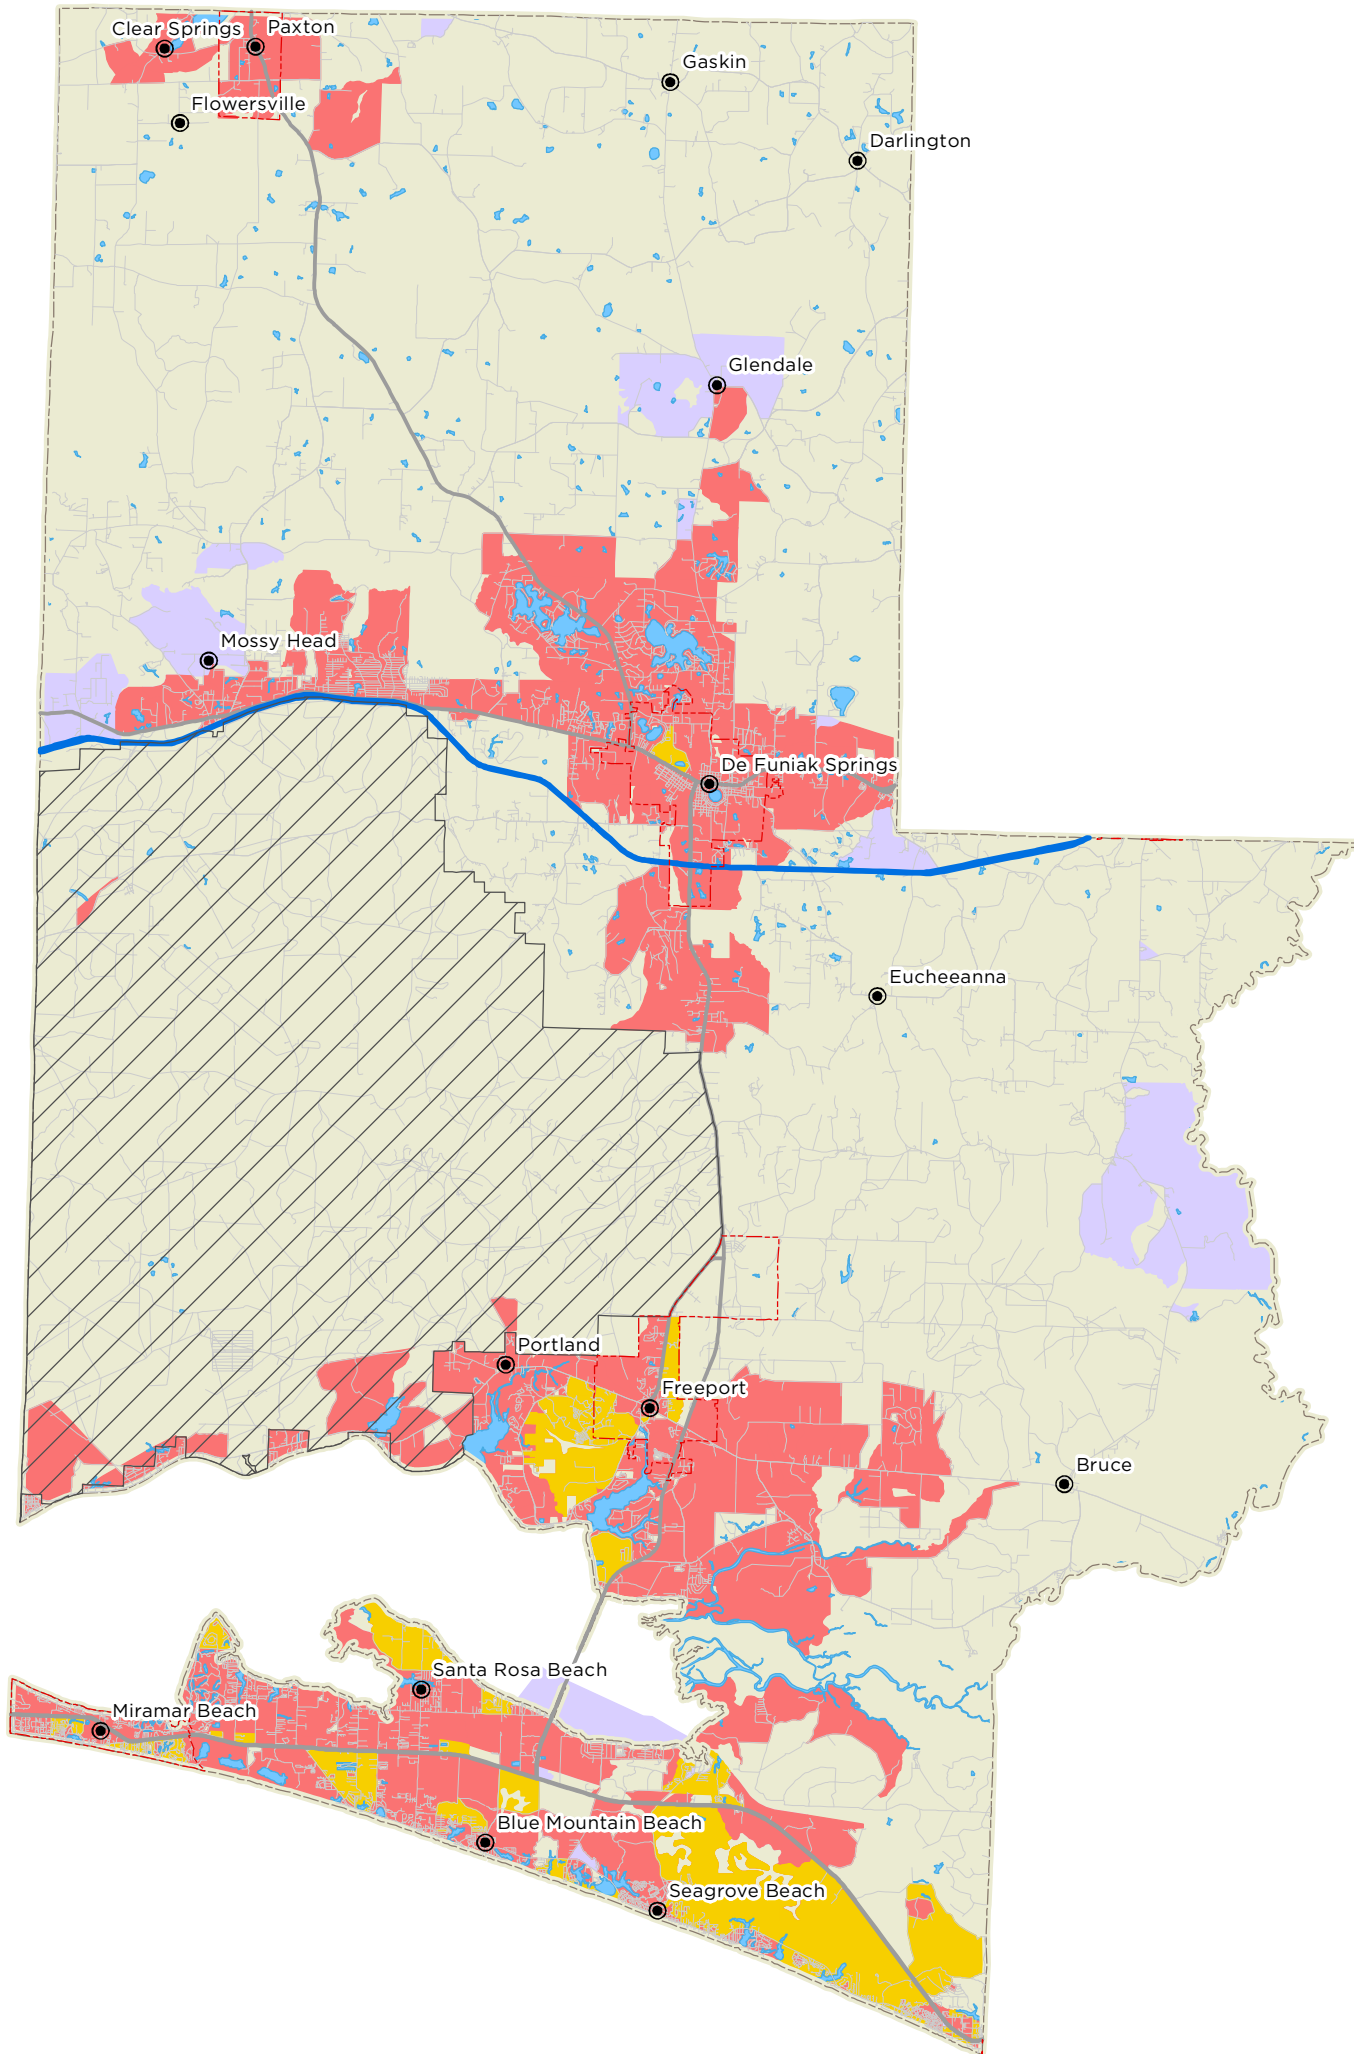 Clear Springs
Paxton
Gaskin
Flowersville
Darlington
Glendale
Mossy Head
De Funiak Springs
Eucheeanna
Portland
Freeport
Bruce
Santa Rosa Beach
Miramar Beach
Blue Mountain Beach
Seagrove Beach